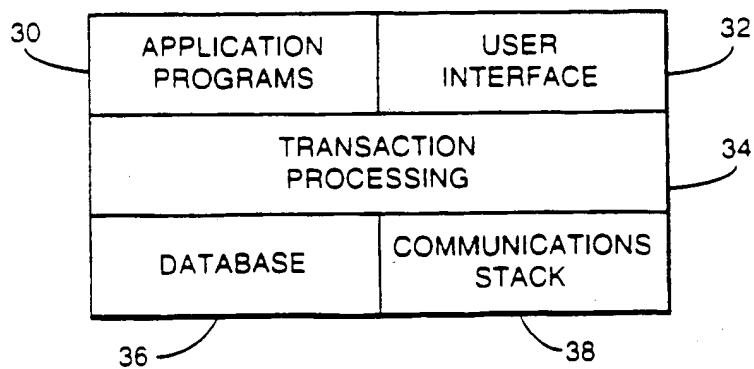 30
APPLICATION
PROGRAMS
USER
INTERFACE
32
TRANSACTION
PROCESSING
34
DATABASE
COMMUNICATIONS
STACK
36
38